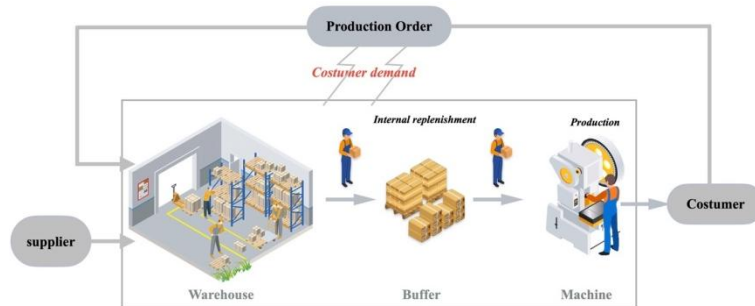 Production Order
Costumer demand
Internal replenishment
Production
supplier
Costumer
Warehouse
Buffer
Machine